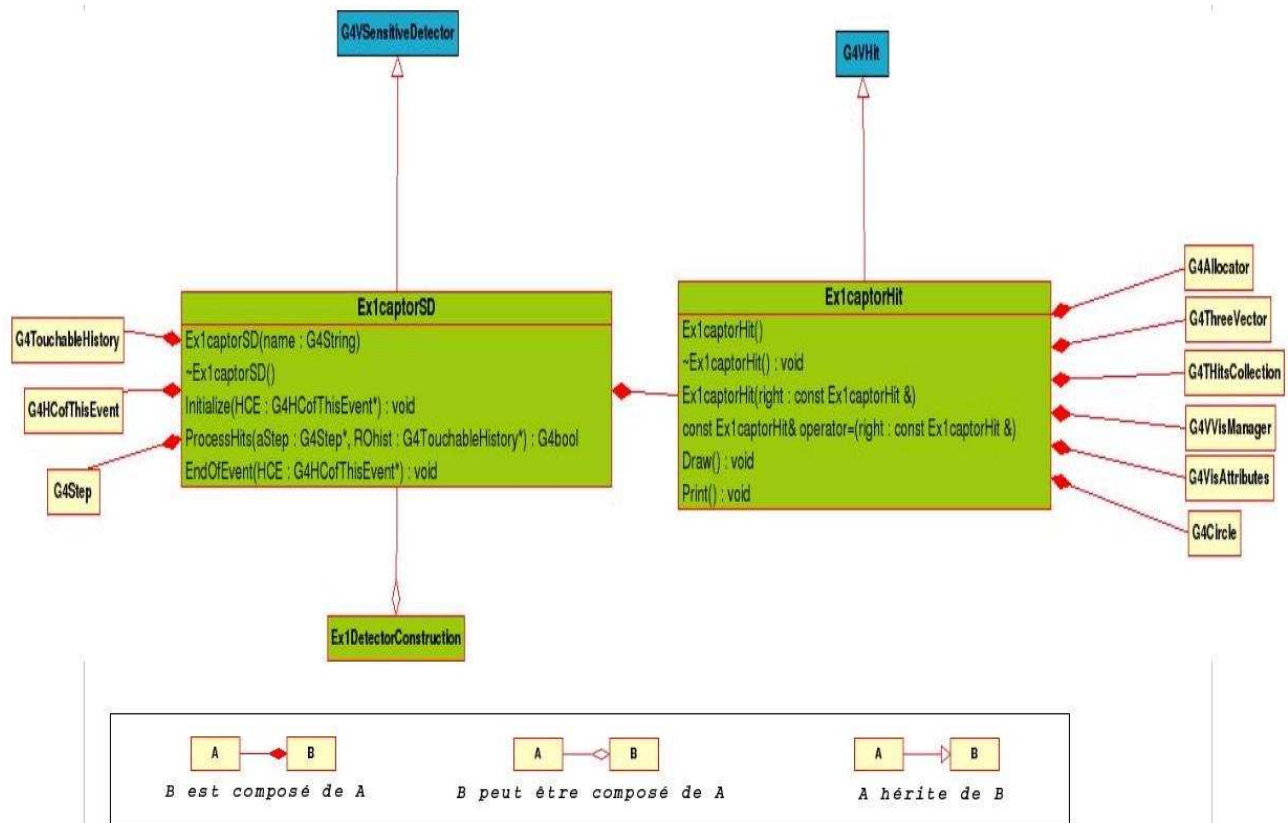 G4VSensitiveDetector
G4VHit
Ex1captorSD
Ex1captorSD(name : G4String)
~Ex1captorSD()
Initialize(HCE : G4HCofThisEvent*) : void
ProcessHits(aStep : G4Step*, ROhist : G4TouchableHistory*) : G4bool
EndOfEvent(HCE : G4HCofThisEvent*) : void
G4TouchableHistory
G4HCofThisEvent
G4Step
Ex1captorHit
Ex1captorHit()
~Ex1captorHit() : void
Ex1captorHit(right : const Ex1captorHit &)
const Ex1captorHit& operator=(right : const Ex1captorHit &)
Draw() : void
Print() : void
G4Allocator
G4ThreeVector
G4THitsCollection
G4VVisManager
G4VisAttributes
G4Circle
Ex1DetectorConstruction
A B
B est composé de A
A B
B peut être composé de A
A B
A hérite de B